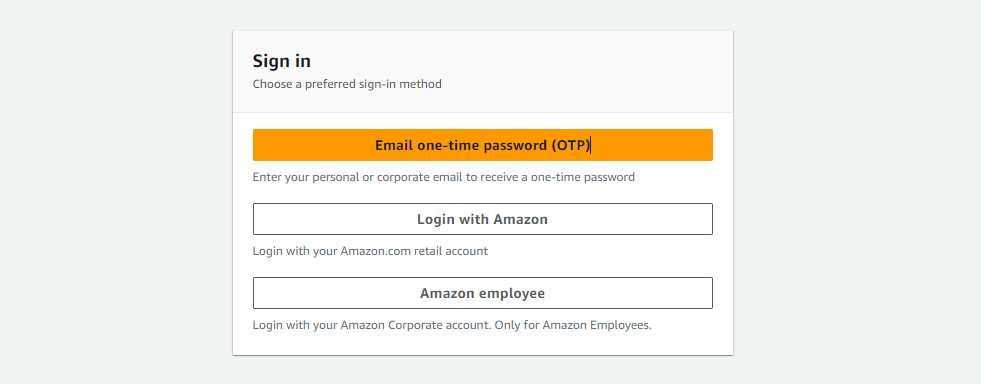 Sign in
Choose a preferred sign-in method
Email one-time password (OTP)
Enter your personal or corporate email to receive a one-time password
Login with Amazon
Login with your Amazon.com retail account
Amazon employee
Login with your Amazon Corporate account. Only for Amazon Employees.